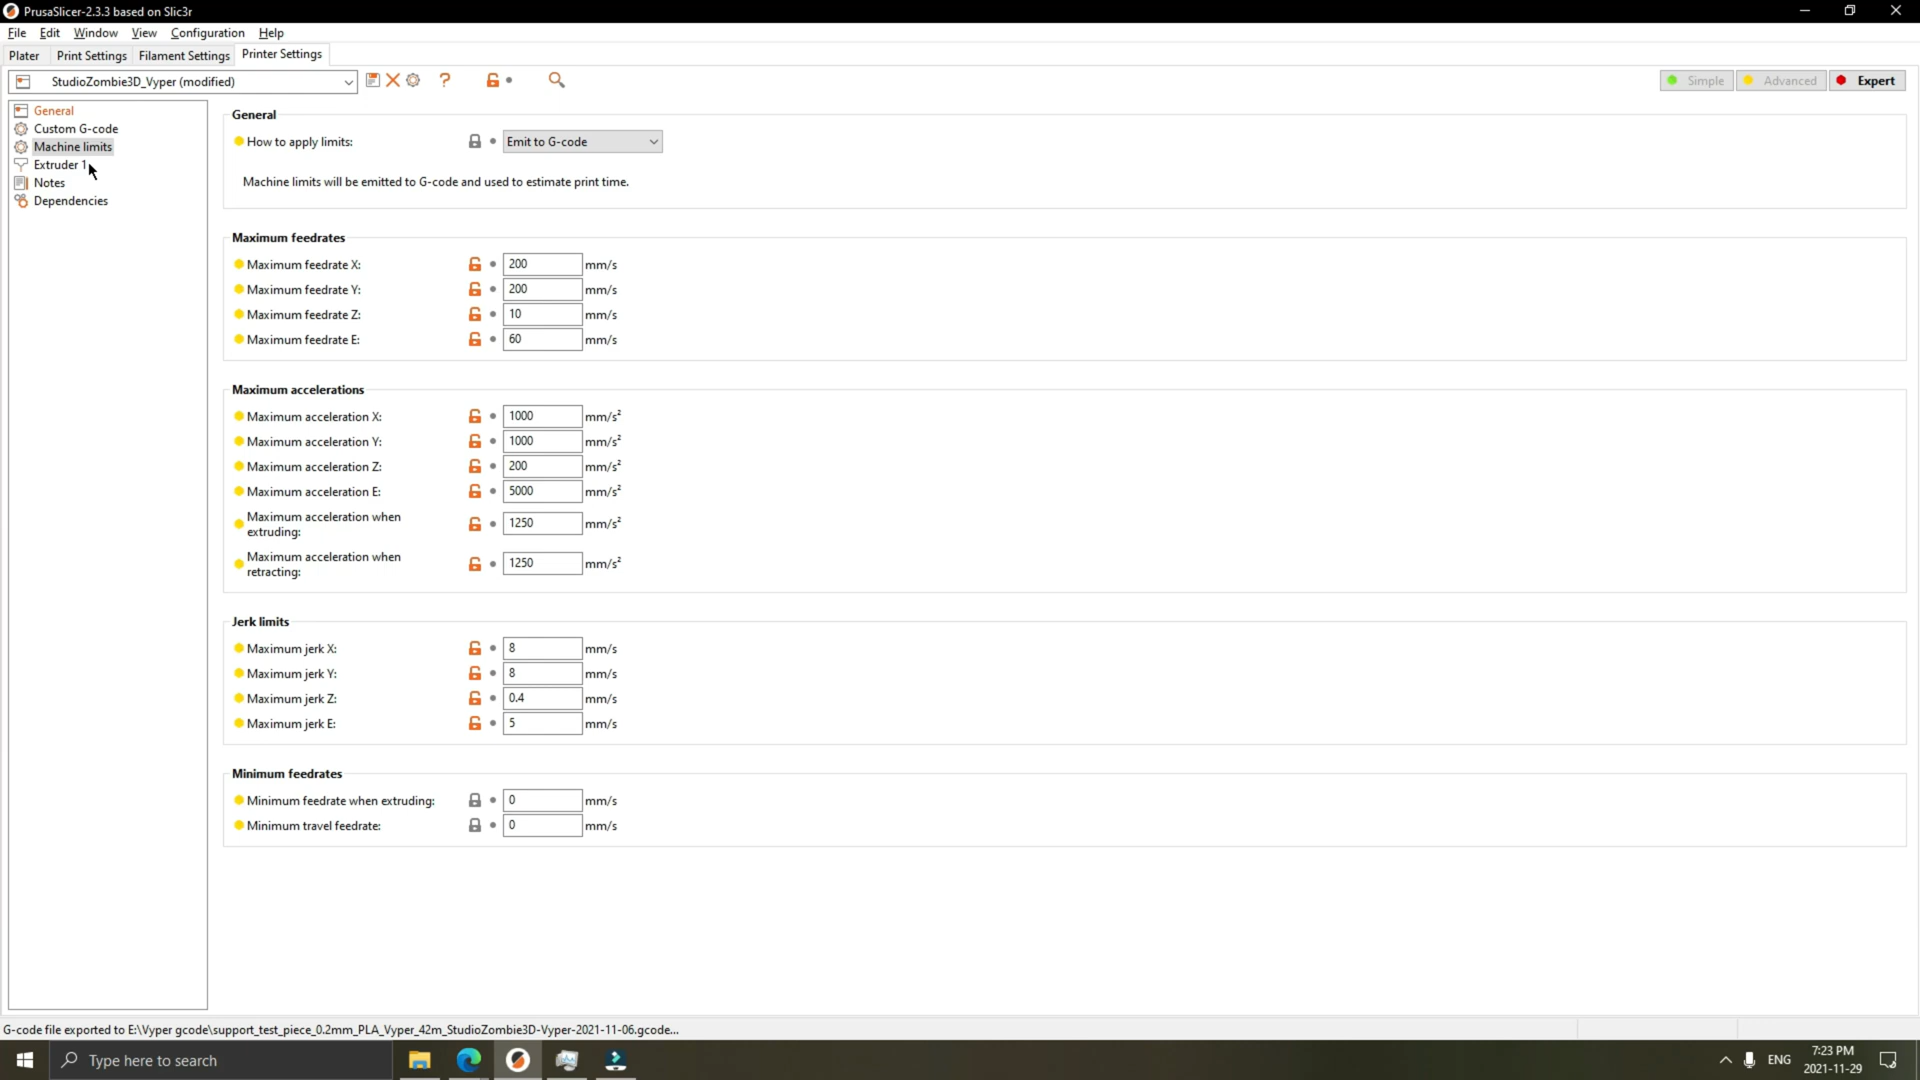 PrusaSlicer-2.3.3 based on Slic3r
File Edit Window View Configuration Help
Plater Print Settings Filament Settings Printer Settings
StudioZombie3D_Vyper (modified) ? Simple Advanced Expert
General
Custom G-code
Machine limits
Extruder 1
Notes
Dependencies
General
How to apply limits: Emit to G-code
Machine limits will be emitted to G-code and used to estimate print time.
Maximum feedrates
Maximum feedrate X: 200 mm/s
Maximum feedrate Y: 200 mm/s
Maximum feedrate Z: 10 mm/s
Maximum feedrate E: 60 mm/s
Maximum accelerations
Maximum acceleration X: 1000 mm/s²
Maximum acceleration Y: 1000 mm/s²
Maximum acceleration Z: 200 mm/s²
Maximum acceleration E: 5000 mm/s²
Maximum acceleration when
extruding: 1250 mm/s²
Maximum acceleration when
retracting: 1250 mm/s²
Jerk limits
Maximum jerk X: 8 mm/s
Maximum jerk Y: 8 mm/s
Maximum jerk Z: 0.4 mm/s
Maximum jerk E: 5 mm/s
Minimum feedrates
Minimum feedrate when extruding: 0 mm/s
Minimum travel feedrate: 0 mm/s
G-code file exported to E:\Vyper gcode\support_test_piece_0.2mm_PLA_Vyper_42m_StudioZombie3D-Vyper-2021-11-06.gcode...
Type here to search
ENG
7:23 PM
2021-11-29